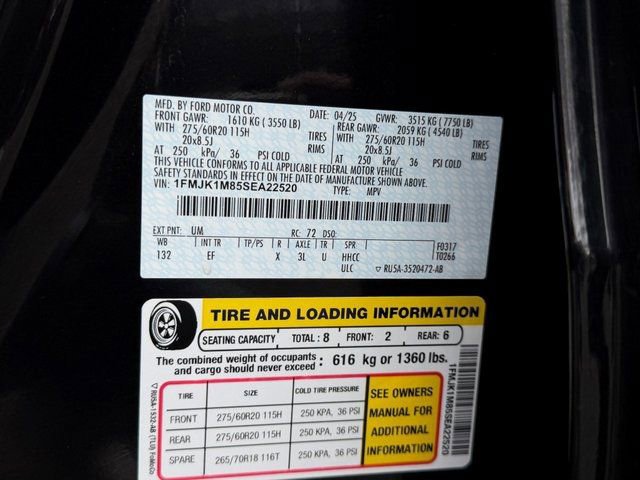 MFD. BY FORD MOTOR CO. DATE: 04/25 GVWR: 3515 KG (7750 LB)
FRONT GAWR: 1610 KG (3550 LB) REAR GAWR: 2059 KG (4540 LB)
WITH 275/60R20 115H TIRES WITH 275/60R20 115H TIRES
20x8.5J RIMS 20x8.5J RIMS
AT 250 kPa/ 36 PSI COLD AT 250 kPa/ 36 PSI COLD
THIS VEHICLE CONFORMS TO ALL APPLICABLE FEDERAL MOTOR VEHICLE
SAFETY STANDARDS IN EFFECT ON THE DATE OF MANUFACTURE SHOWN ABOVE.
VIN: 1FMJK1M85SEA22520 TYPE: MPV
EXT PNT: UM RC: 72 DSO: F0317
WB INT TR TP/PS R AXLE TR SPR T0266
132 EF X 3L U HHCC
ULC ▽ RU5A-3520472-AB
TIRE AND LOADING INFORMATION
SEATING CAPACITY TOTAL: 8 FRONT: 2 REAR: 6
The combined weight of occupants and cargo should never exceed: 616 kg or 1360 lbs.
TIRE SIZE COLD TIRE PRESSURE
FRONT 275/60R20 115H 250 KPA, 36 PSI
REAR 275/60R20 115H 250 KPA, 36 PSI
SPARE 265/70R18 116T 250 KPA, 36 PSI
SEE OWNERS
MANUAL FOR
ADDITIONAL
INFORMATION
1FMJK1M85SEA22520